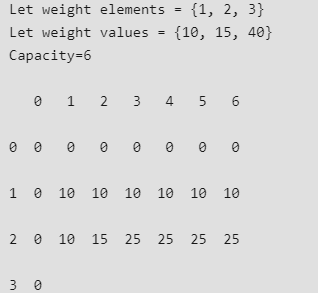 Let weight elements = {1, 2, 3}
Let weight values = {10, 15, 40}
Capacity=6
0 1 2 3 4 5 6
0 0 0 0 0 0 0 0
1 0 10 10 10 10 10 10
2 0 10 15 25 25 25 25
3 0